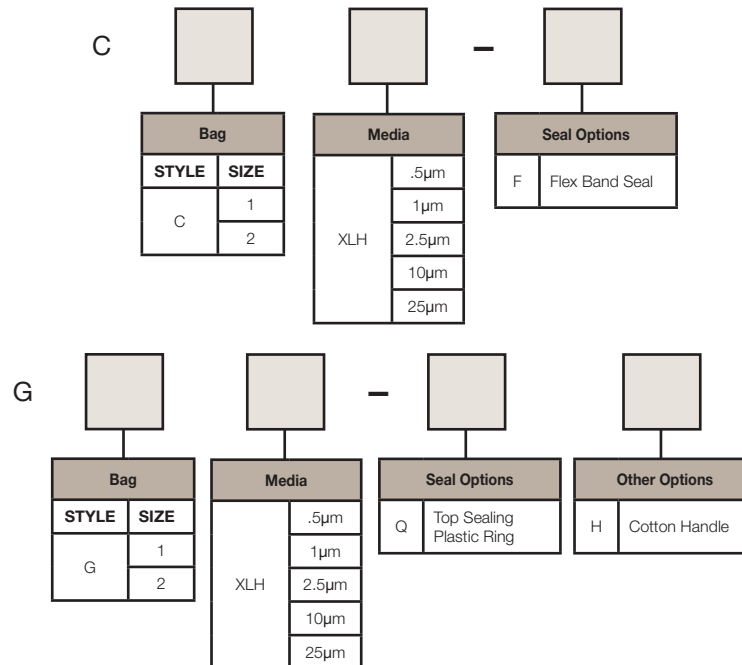 C –
Bag
STYLE SIZE
C
1
2
Media
XLH
.5µm
1µm
2.5µm
10µm
25µm
Seal Options
F Flex Band Seal
G –
Bag
STYLE SIZE
G
1
2
Media
XLH
.5µm
1µm
2.5µm
10µm
25µm
Seal Options
Q Top Sealing
Plastic Ring
Other Options
H Cotton Handle